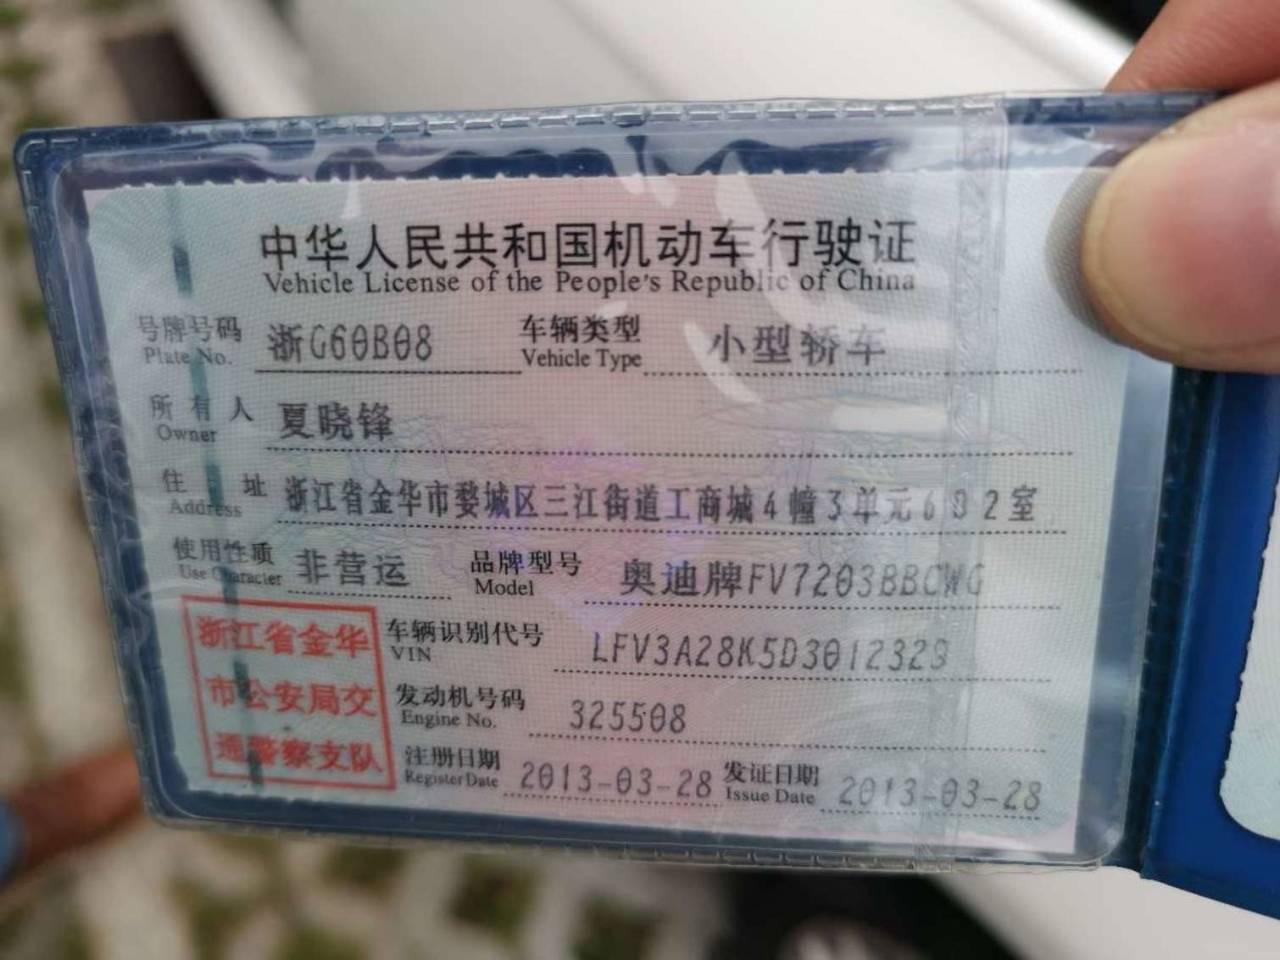 中华人民共和国机动车行驶证
Vehicle License of the People's Republic of China
号牌号码 浙G60B08 车辆类型 小型轿车
Plate No. Vehicle Type
所有人 夏晓锋
Owner
住址 浙江省金华市婺城区三江街道工商城4幢3单元602室
Address
使用性质 非营运 品牌型号 奥迪牌FV7203BBCWG
Use Character Model
浙江省金华
市公安局交
通警察支队
车辆识别代号 LFV3A28K5D3012329
VIN
发动机号码 325508
Engine No.
注册日期 2013-03-28 发证日期 2013-03-28
Register Date Issue Date